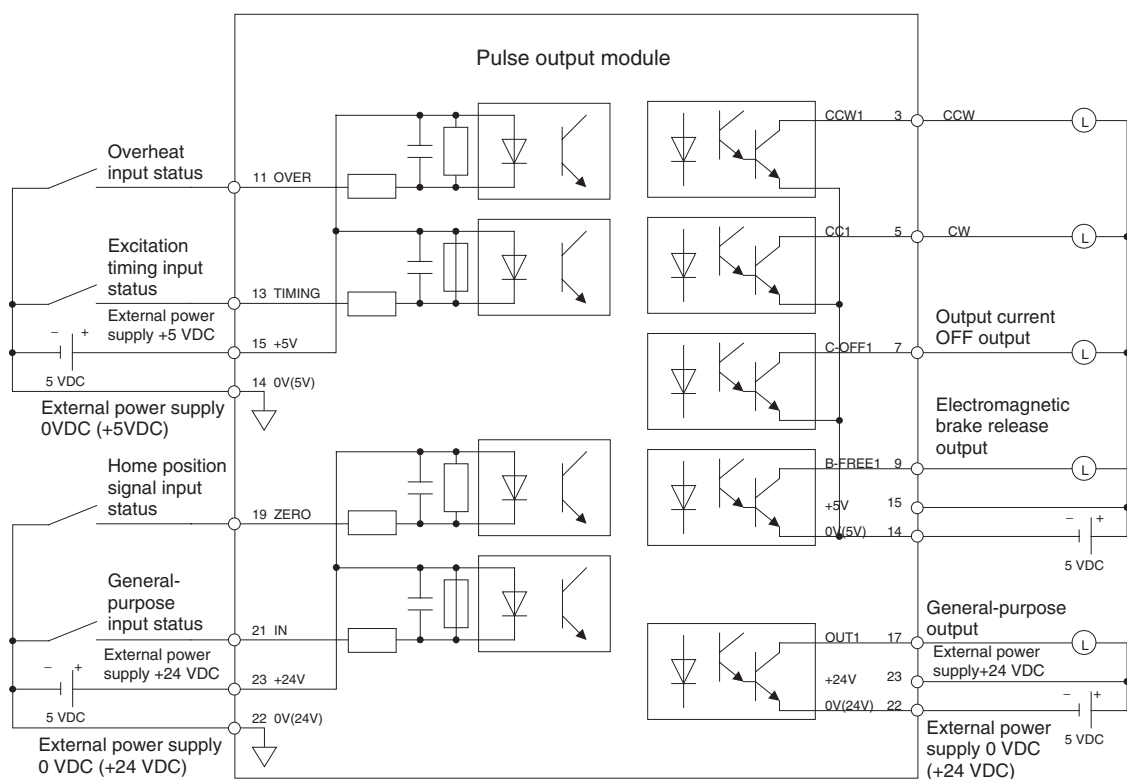 Pulse output module
Overheat
input status
11 OVER
Excitation
timing input
status
13 TIMING
External power
supply +5 VDC
− +
15 +5V
5 VDC
14 0V(5V)
External power supply
0VDC (+5VDC)
Home position
signal input
status
19 ZERO
General-
purpose
input status
21 IN
External power
supply +24 VDC
− +
23 +24V
5 VDC
22 0V(24V)
External power supply
0 VDC (+24 VDC)
CCW1 3 CCW L
CC1 5 CW L
Output current
OFF output
C-OFF1 7 L
Electromagnetic
brake release
output
B-FREE1 9 L
+5V 15
0V(5V) 14
− +
5 VDC
General-purpose
output
OUT1 17 L
External power
supply+24 VDC
+24V 23
0V(24V) 22
− +
5 VDC
External power
supply 0 VDC
(+24 VDC)